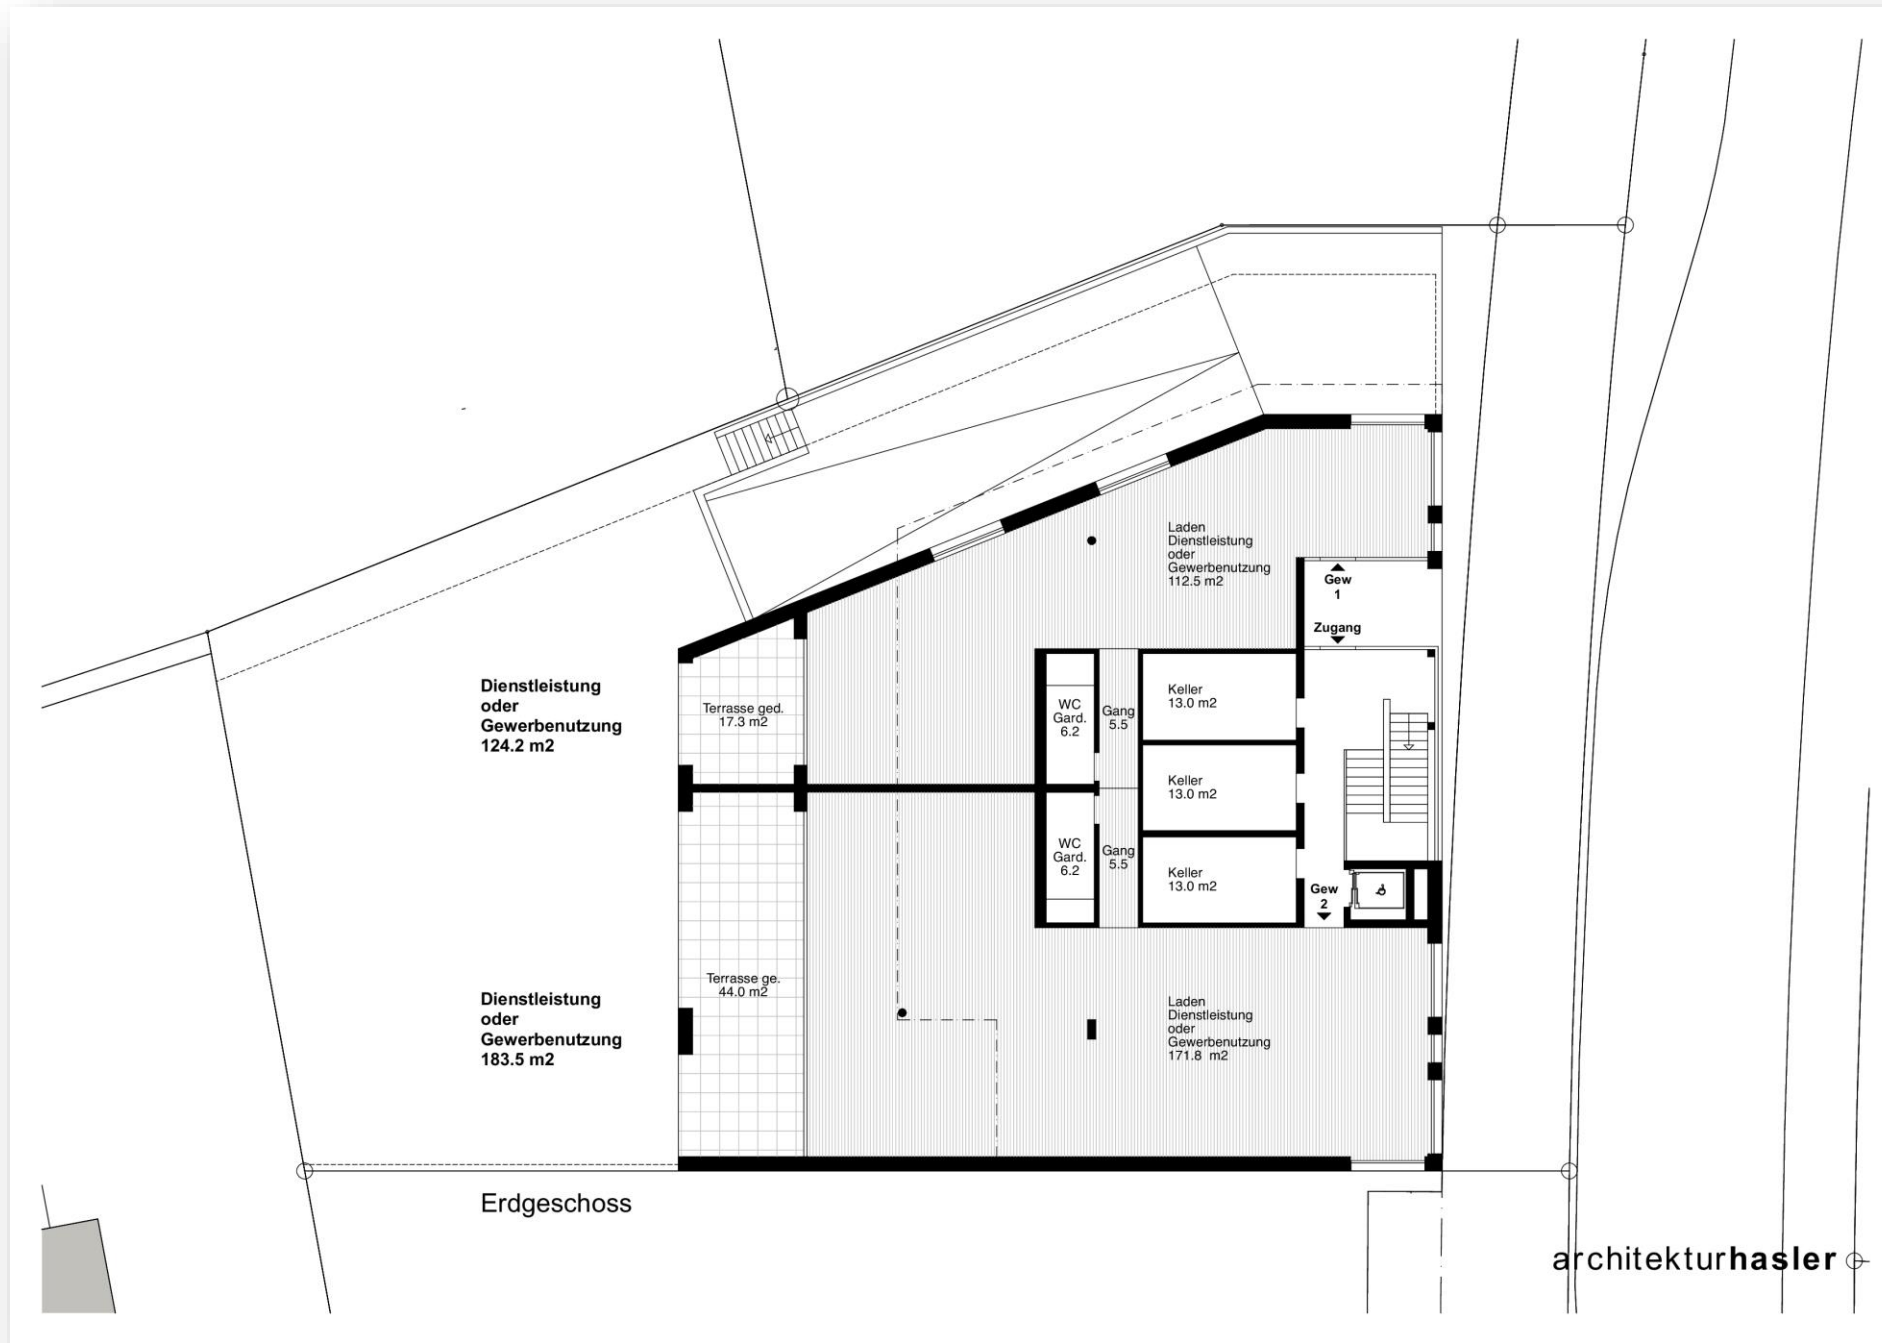 Laden
Dienstleistung
oder
Gewerbenutzung
112.5 m2
Gew
1
Zugang
Dienstleistung
oder
Gewerbenutzung
124.2 m2
Terrasse ged.
17.3 m2
WC
Gard.
6.2
Gang
5.5
Keller
13.0 m2
Keller
13.0 m2
WC
Gard.
6.2
Gang
5.5
Keller
13.0 m2
Gew
2
Dienstleistung
oder
Gewerbenutzung
183.5 m2
Terrasse ge.
44.0 m2
Laden
Dienstleistung
oder
Gewerbenutzung
171.8 m2
Erdgeschoss
architekturhasler